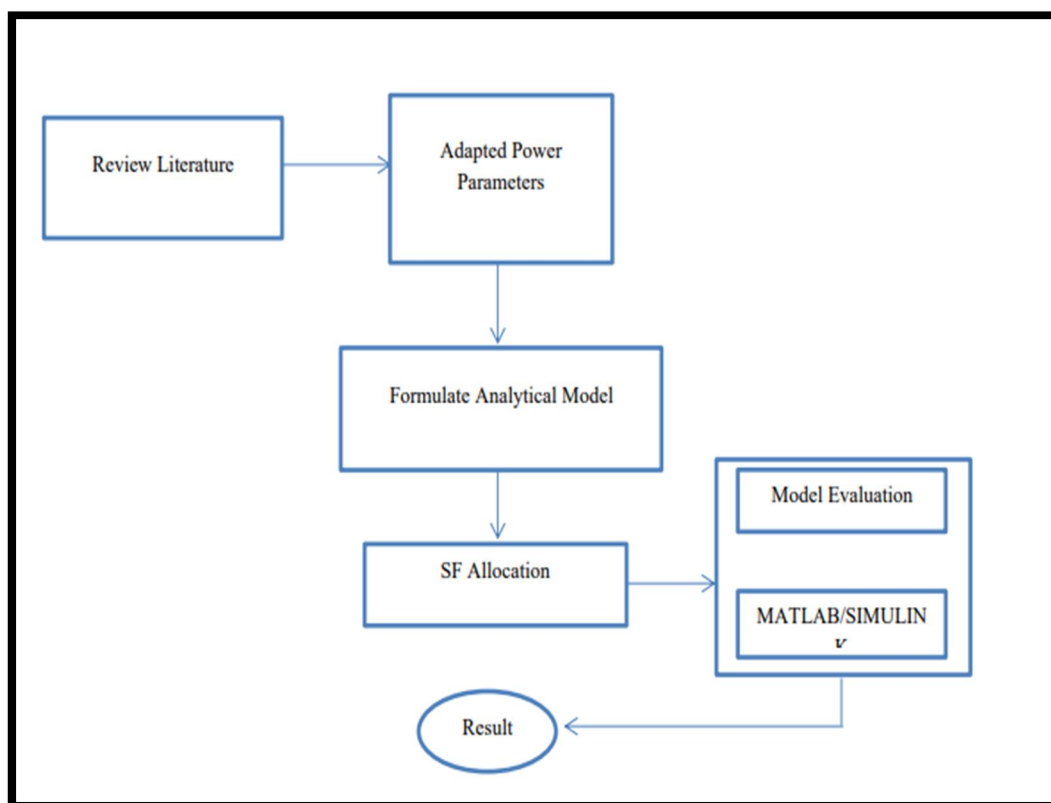 Review Literature
Adapted Power
Parameters
Formulate Analytical Model
SF Allocation
Model Evaluation
MATLAB/SIMULIN
Result